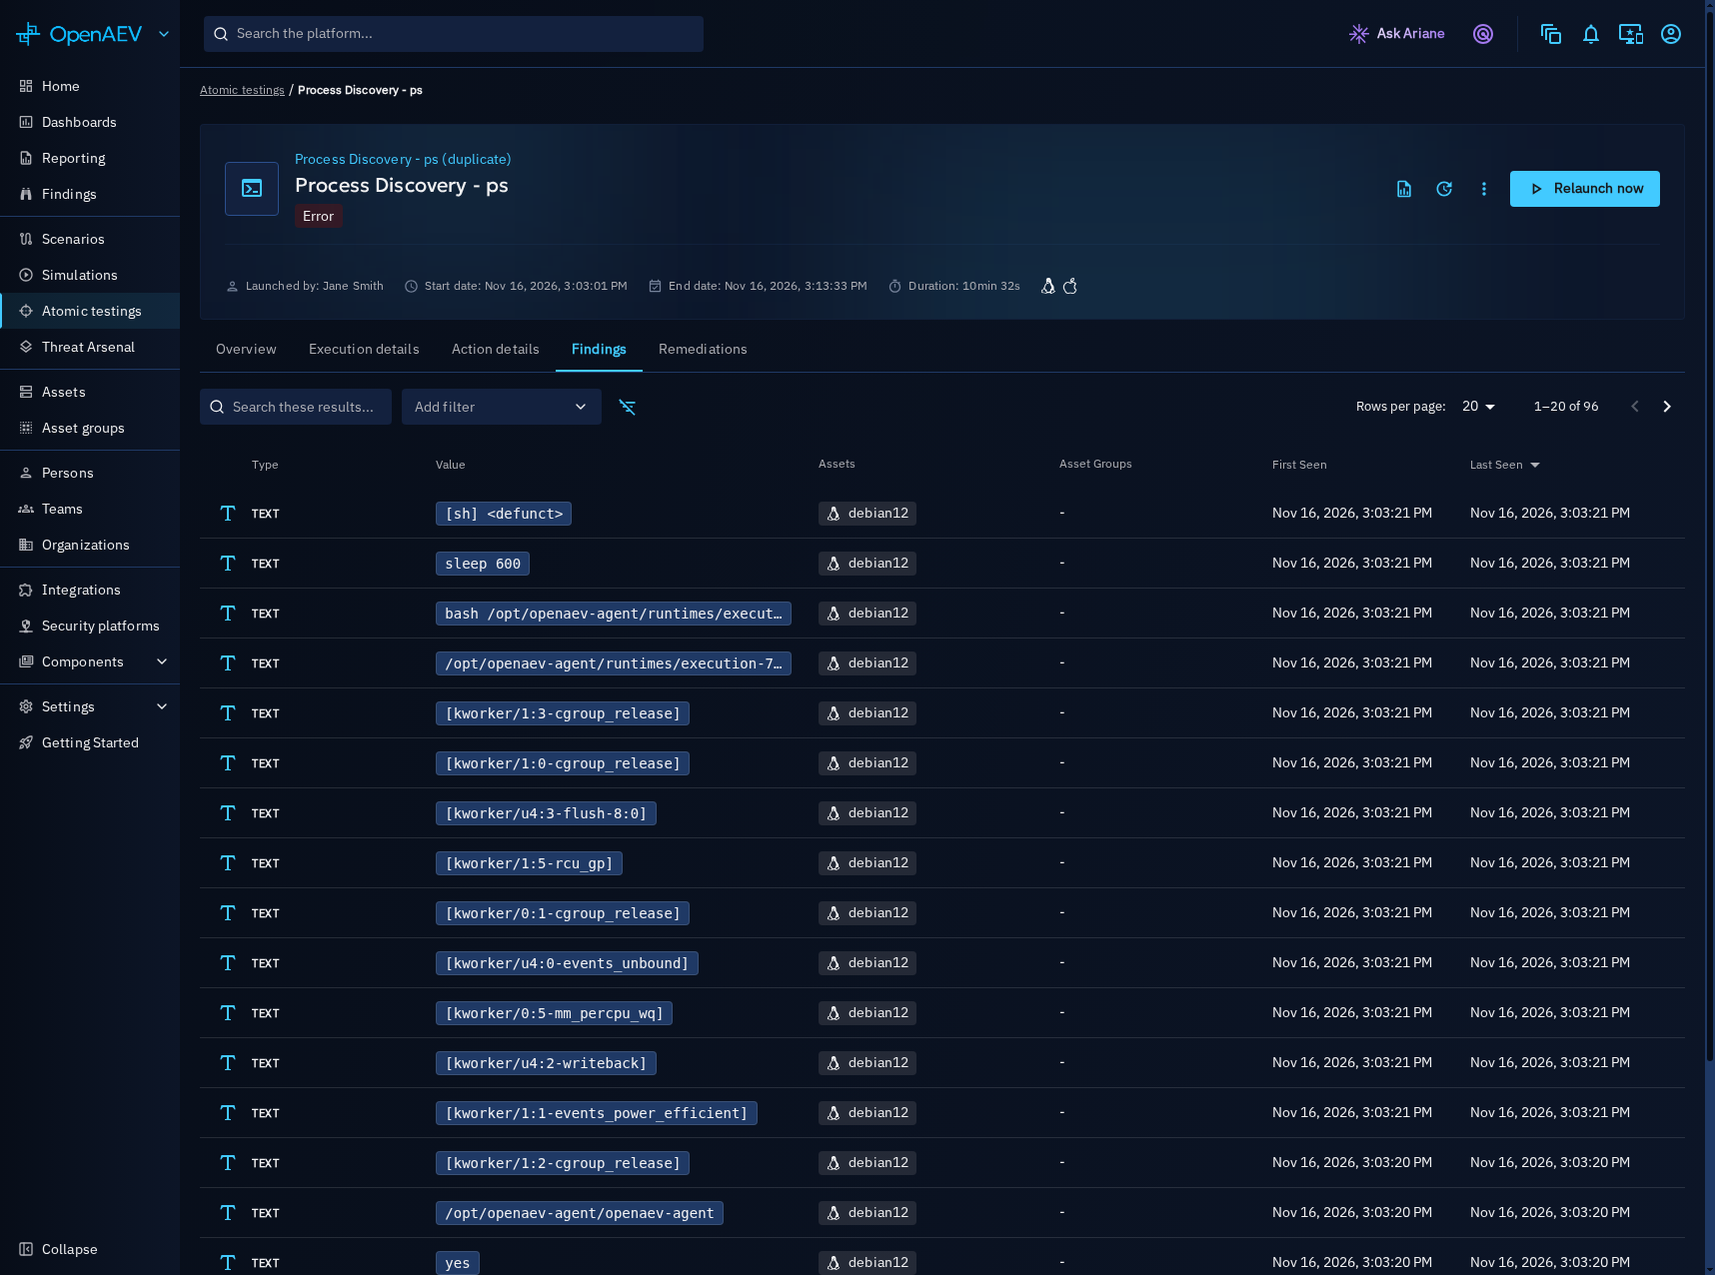 OpenAEV
Search the platform...
Ask Ariane
Home
Dashboards
Reporting
Findings
Scenarios
Simulations
Atomic testings
Threat Arsenal
Assets
Asset groups
Persons
Teams
Organizations
Integrations
Security platforms
Components
Settings
Getting Started
Collapse
Atomic testings / Process Discovery - ps
Process Discovery - ps (duplicate)
Process Discovery - ps
Error
Relaunch now
Launched by: Jane Smith Start date: Nov 16, 2026, 3:03:01 PM End date: Nov 16, 2026, 3:13:33 PM Duration: 10min 32s
Overview Execution details Action details Findings Remediations
Search these results... Add filter Rows per page: 20 1–20 of 96
Type Value Assets Asset Groups First Seen Last Seen
TEXT [sh] <defunct> debian12 - Nov 16, 2026, 3:03:21 PM Nov 16, 2026, 3:03:21 PM
TEXT sleep 600 debian12 - Nov 16, 2026, 3:03:21 PM Nov 16, 2026, 3:03:21 PM
TEXT bash /opt/openaev-agent/runtimes/execut… debian12 - Nov 16, 2026, 3:03:21 PM Nov 16, 2026, 3:03:21 PM
TEXT /opt/openaev-agent/runtimes/execution-7… debian12 - Nov 16, 2026, 3:03:21 PM Nov 16, 2026, 3:03:21 PM
TEXT [kworker/1:3-cgroup_release] debian12 - Nov 16, 2026, 3:03:21 PM Nov 16, 2026, 3:03:21 PM
TEXT [kworker/1:0-cgroup_release] debian12 - Nov 16, 2026, 3:03:21 PM Nov 16, 2026, 3:03:21 PM
TEXT [kworker/u4:3-flush-8:0] debian12 - Nov 16, 2026, 3:03:21 PM Nov 16, 2026, 3:03:21 PM
TEXT [kworker/1:5-rcu_gp] debian12 - Nov 16, 2026, 3:03:21 PM Nov 16, 2026, 3:03:21 PM
TEXT [kworker/0:1-cgroup_release] debian12 - Nov 16, 2026, 3:03:21 PM Nov 16, 2026, 3:03:21 PM
TEXT [kworker/u4:0-events_unbound] debian12 - Nov 16, 2026, 3:03:21 PM Nov 16, 2026, 3:03:21 PM
TEXT [kworker/0:5-mm_percpu_wq] debian12 - Nov 16, 2026, 3:03:21 PM Nov 16, 2026, 3:03:21 PM
TEXT [kworker/u4:2-writeback] debian12 - Nov 16, 2026, 3:03:21 PM Nov 16, 2026, 3:03:21 PM
TEXT [kworker/1:1-events_power_efficient] debian12 - Nov 16, 2026, 3:03:21 PM Nov 16, 2026, 3:03:21 PM
TEXT [kworker/1:2-cgroup_release] debian12 - Nov 16, 2026, 3:03:20 PM Nov 16, 2026, 3:03:20 PM
TEXT /opt/openaev-agent/openaev-agent debian12 - Nov 16, 2026, 3:03:20 PM Nov 16, 2026, 3:03:20 PM
TEXT yes debian12 - Nov 16, 2026, 3:03:20 PM Nov 16, 2026, 3:03:20 PM